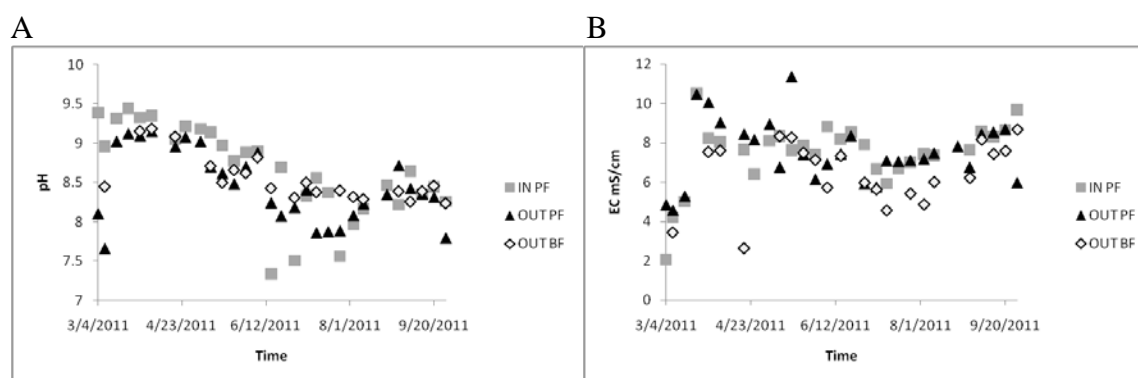 A
10
9.5
9
8.5
8
7.5
7
pH
3/4/2011 4/23/2011 6/12/2011 8/1/2011 9/20/2011
Time
IN PF
OUT PF
OUT BF
B
12
10
8
6
4
2
0
EC mS/cm
3/4/2011 4/23/2011 6/12/2011 8/1/2011 9/20/2011
Time
IN PF
OUT PF
OUT BF